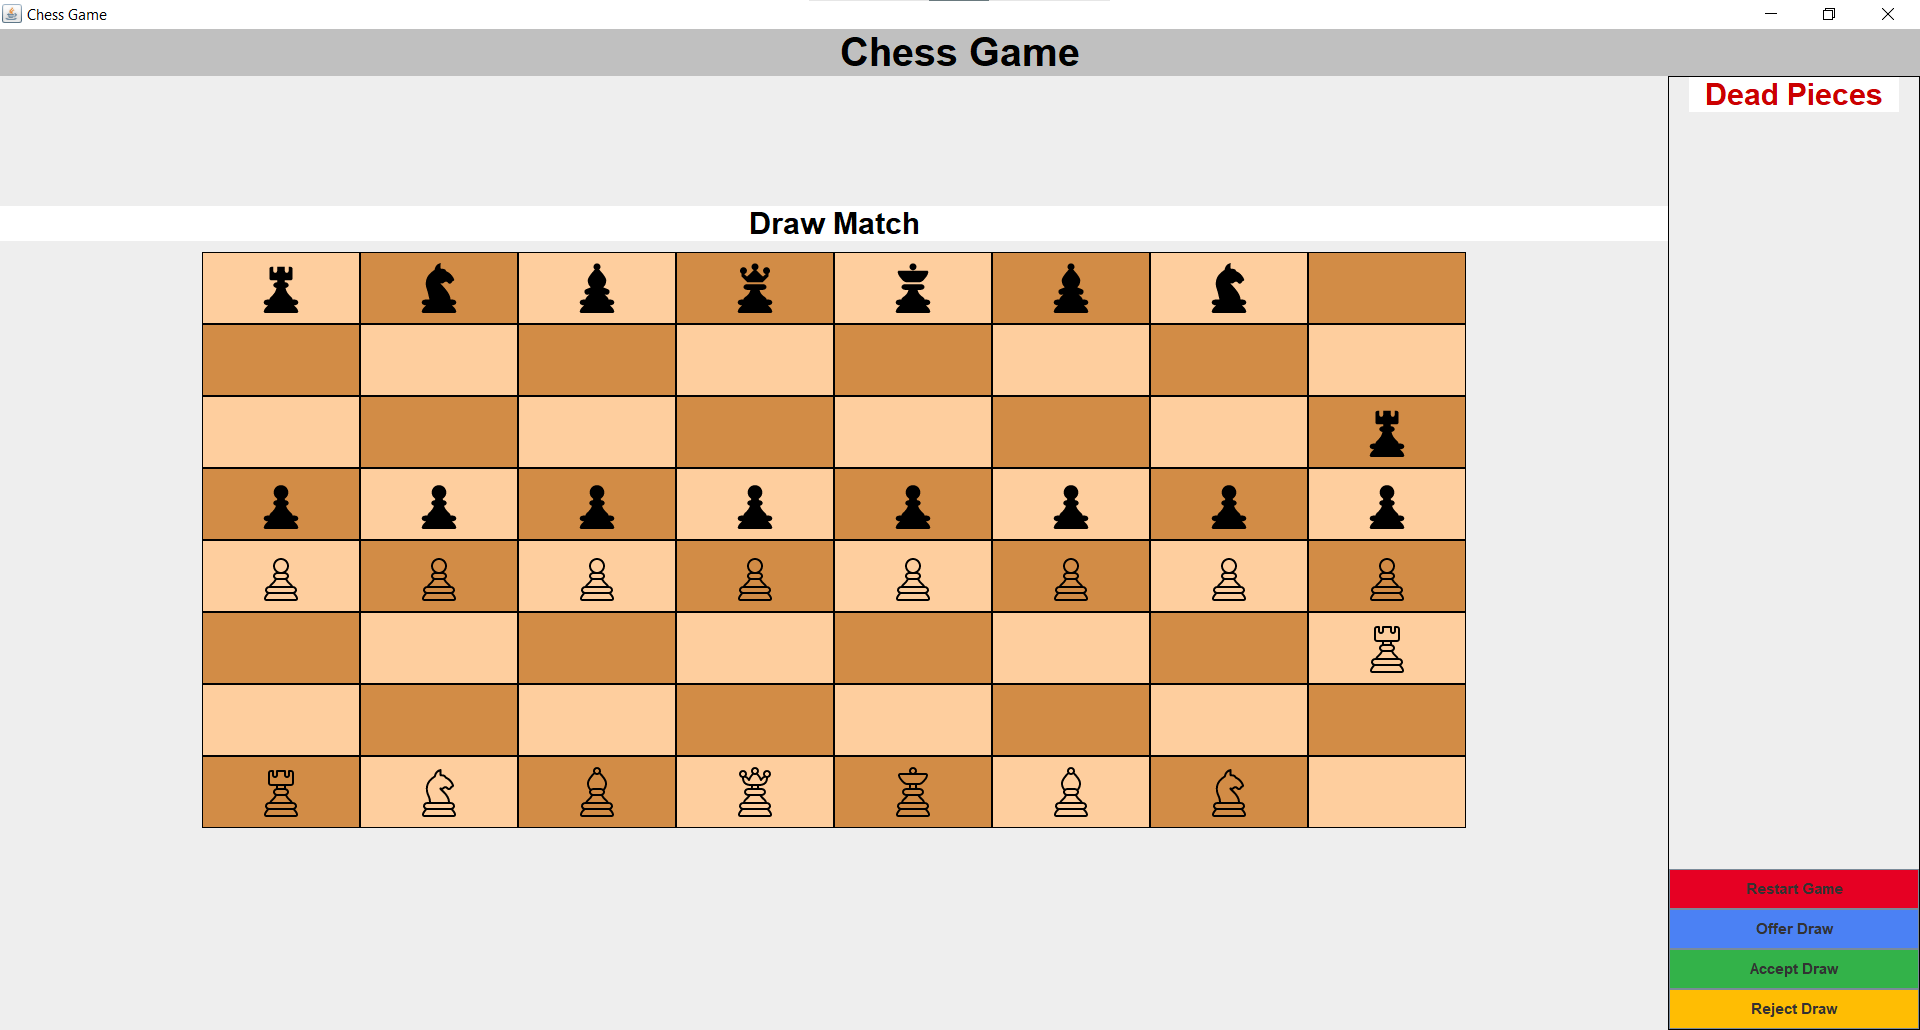 Chess Game
Chess Game
Dead Pieces
Draw Match
Restart Game
Offer Draw
Accept Draw
Reject Draw